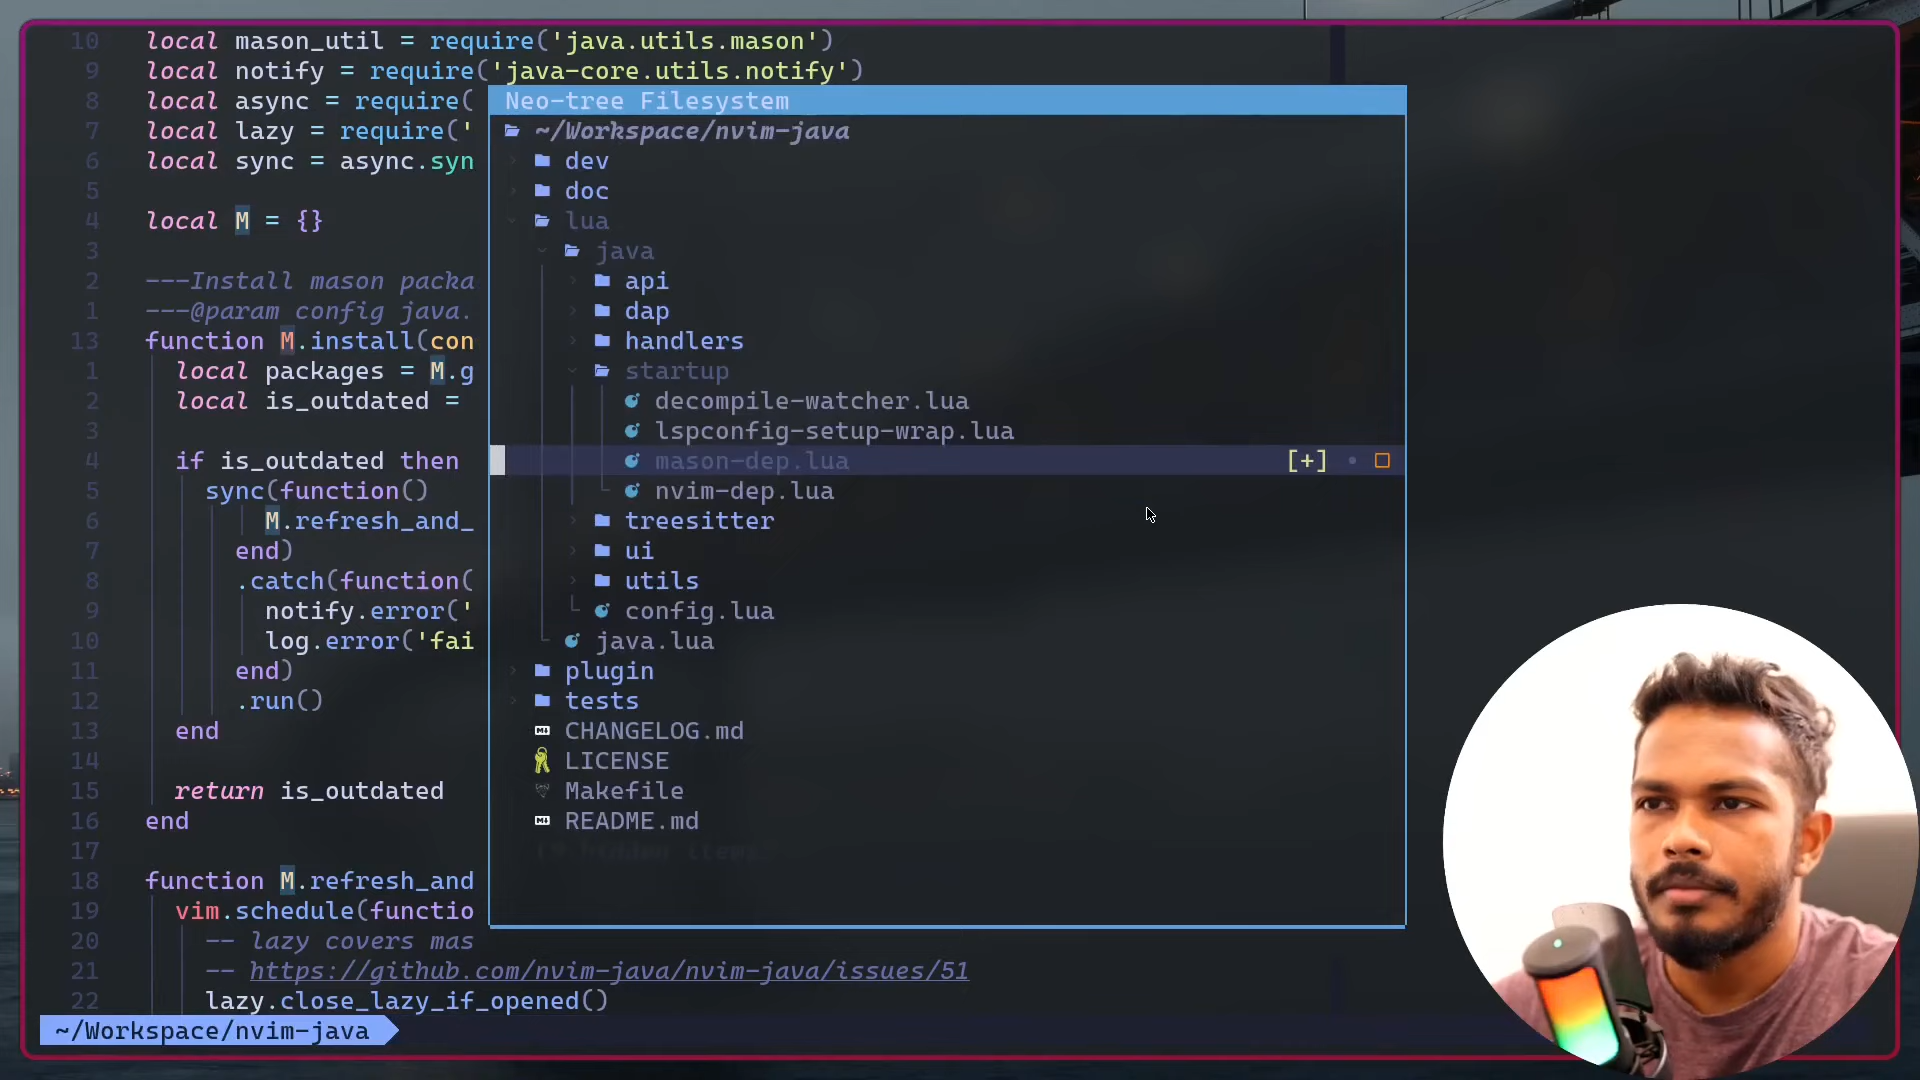 10 local mason_util = require('java.utils.mason')
9 local notify = require('java-core.utils.notify')
8 local async = require(
7 local lazy = require('
6 local sync = async.syn
5
4 local M = {}
3
2 ---Install mason packa
1 ---@param config java.
13 function M.install(con
1 local packages = M.g
2 local is_outdated =
3
4 if is_outdated then
5 sync(function()
6 M.refresh_and_
7 end)
8 .catch(function(
9 notify.error('
10 log.error('fai
11 end)
12 .run()
13 end
14
15 return is_outdated
16 end
17
18 function M.refresh_and
19 vim.schedule(functio
20 -- lazy covers mas
21 -- https://github.com/nvim-java/nvim-java/issues/51
22 lazy.close_lazy_if_opened()
~/Workspace/nvim-java
Neo-tree Filesystem
~/Workspace/nvim-java
dev
doc
lua
java
api
dap
handlers
startup
decompile-watcher.lua
lspconfig-setup-wrap.lua
mason-dep.lua [+]
nvim-dep.lua
treesitter
ui
utils
config.lua
java.lua
plugin
tests
CHANGELOG.md
LICENSE
Makefile
README.md
hidden items